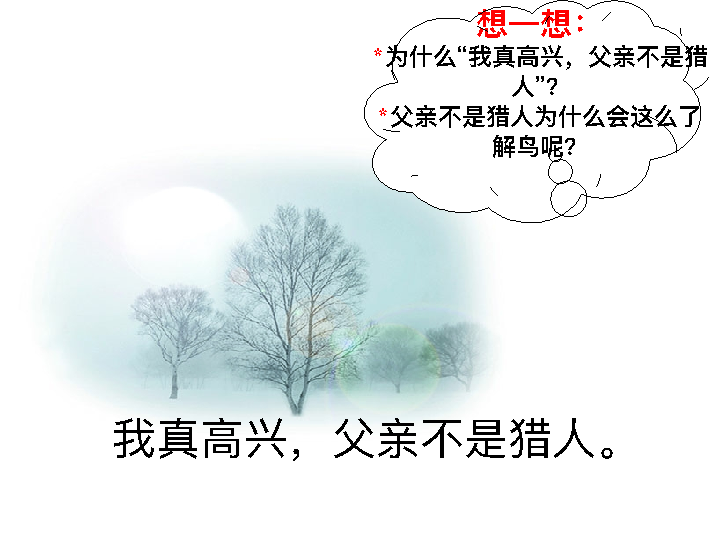 想一想：
*为什么“我真高兴，父亲不是猎
人”？
*父亲不是猎人为什么会这么了
解鸟呢？
我真高兴，父亲不是猎人。